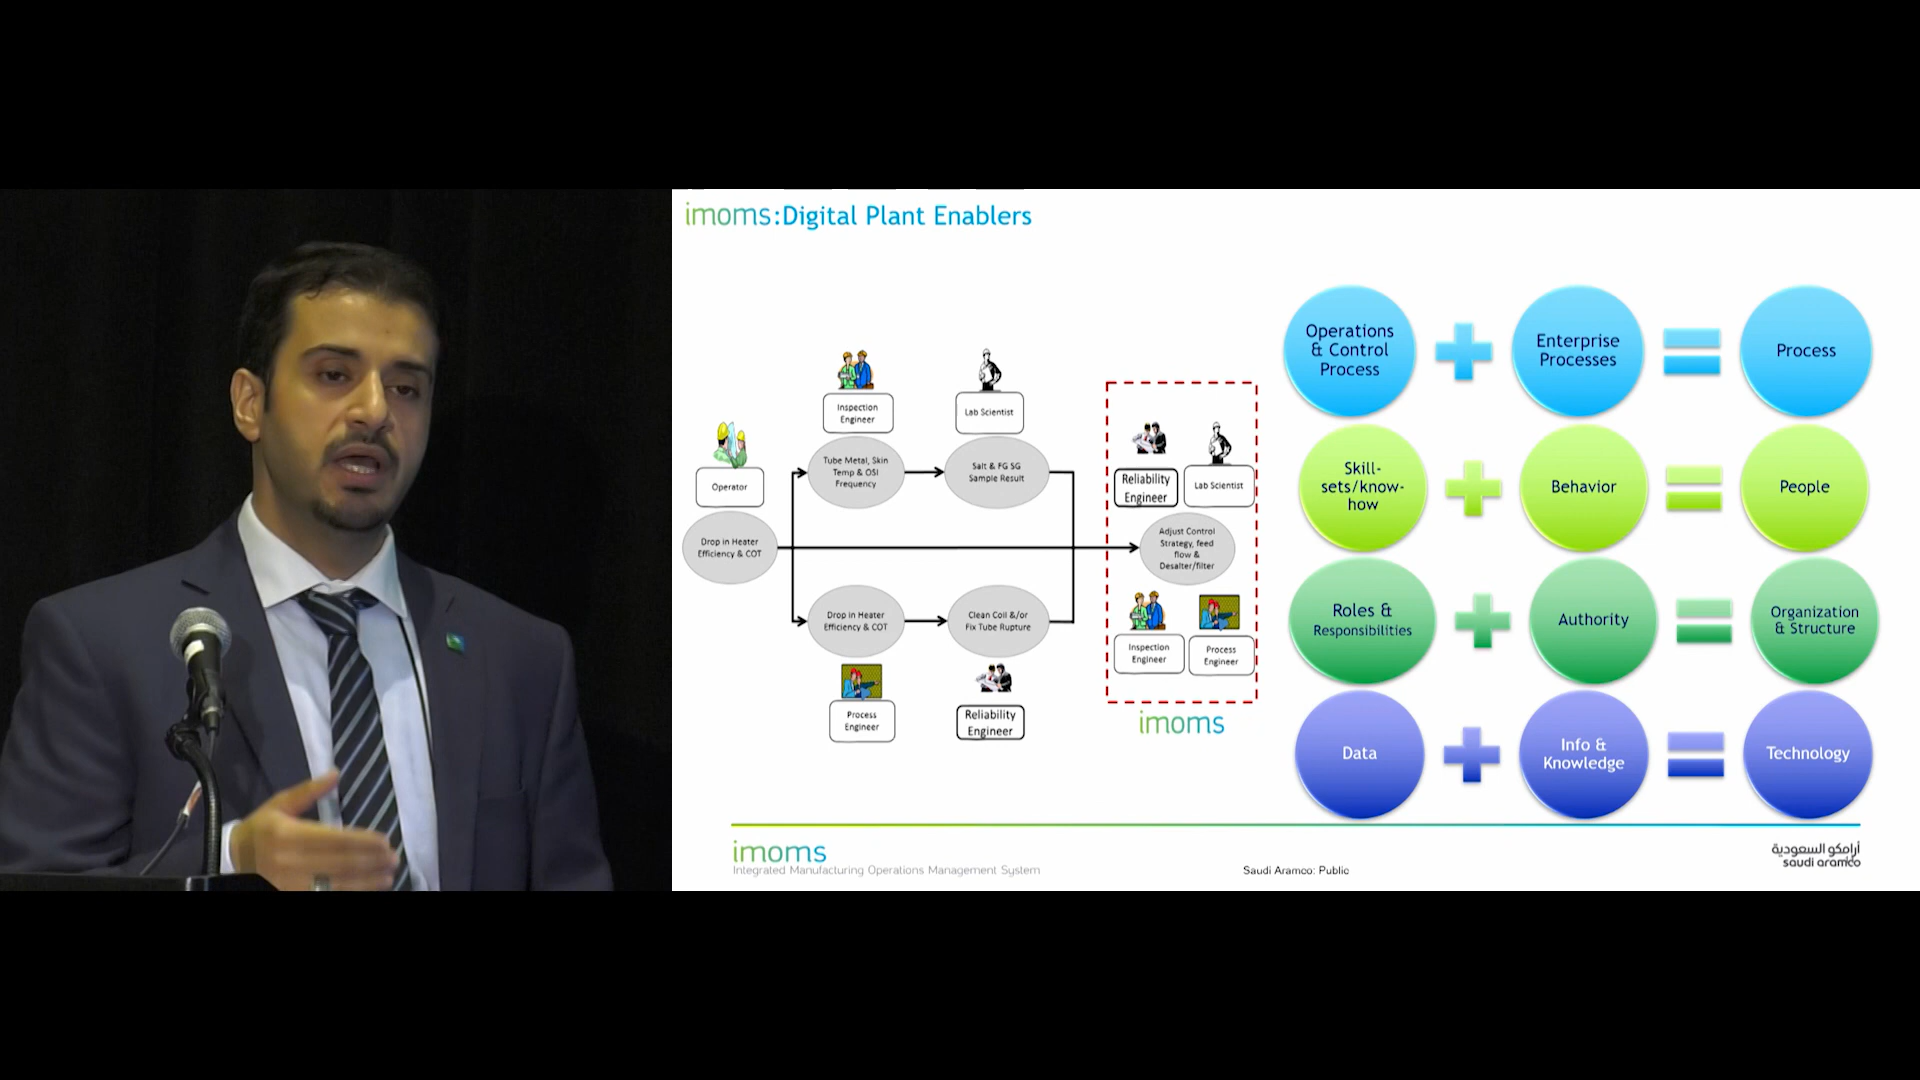 imoms:Digital Plant Enablers
Operations
& Control
Process
Enterprise
Processes
Process
Inspection
Engineer
Lab Scientist
Operator
Tube Metal, Skin
Temp & OSI
Frequency
Salt & FG SG
Sample Result
Reliability
Engineer
Lab Scientist
Skill-
sets/know-
how
Behavior
People
Drop in Heater
Efficiency & COT
Adjust Control
Strategy, feed
flow &
Desalter/filter
Drop in Heater
Efficiency & COT
Clean Coil &/or
Fix Tube Rupture
Inspection
Engineer
Process
Engineer
Roles &
Responsibilities
Authority
Organization
& Structure
Process
Engineer
Reliability
Engineer
imoms
Data
Info &
Knowledge
Technology
imoms
Integrated Manufacturing Operations Management System
Saudi Aramco: Public
أرامكو السعودية
saudi aramco